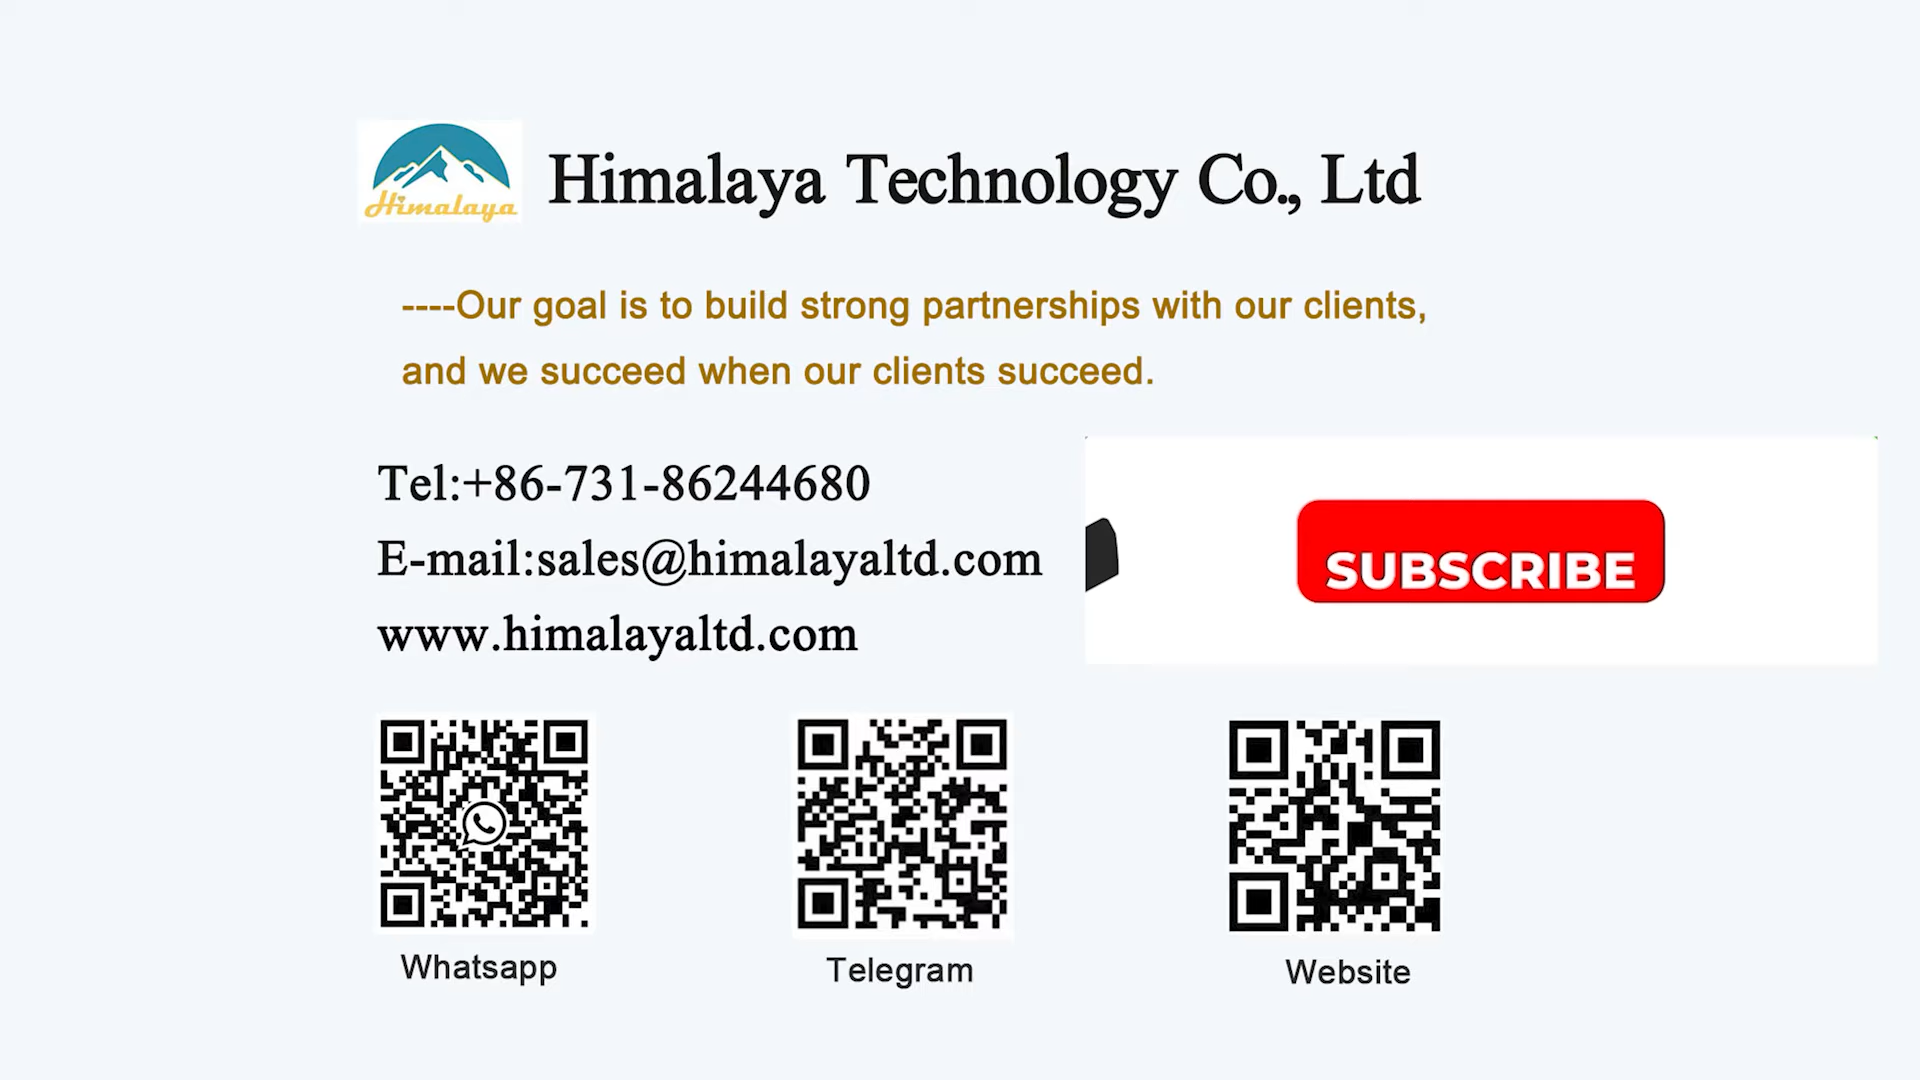 Himalaya
Himalaya Technology Co., Ltd
----Our goal is to build strong partnerships with our clients,
and we succeed when our clients succeed.
Tel:+86-731-86244680
E-mail:sales@himalayaltd.com
www.himalayaltd.com
SUBSCRIBE
Whatsapp
Telegram
Website